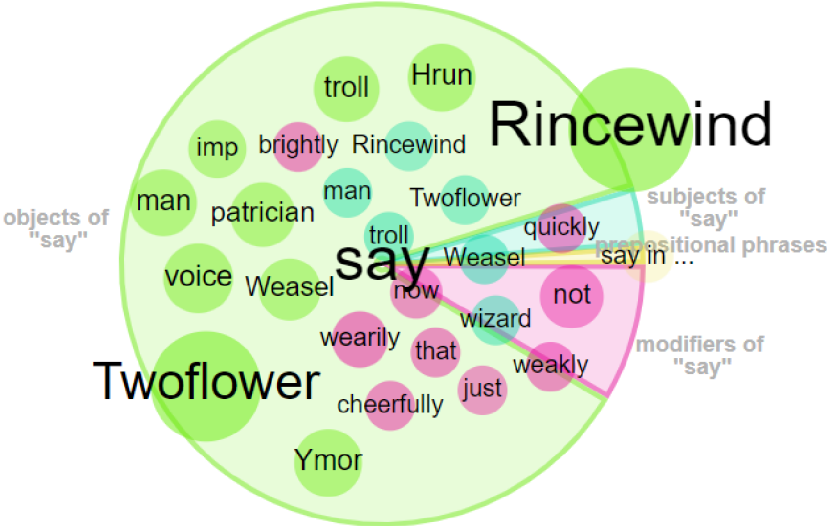 Hrun
troll
Rincewind
imp
brightly
Rincewind
man
man
Twoflower
subjects of
"say"
patrician
objects of
"say"
quickly
troll
prepositional phrases
say
Weasel
say in ...
voice
Weasel
now
not
wizard
wearily
that
modifiers of
"say"
weakly
Twoflower
just
cheerfully
Ymor